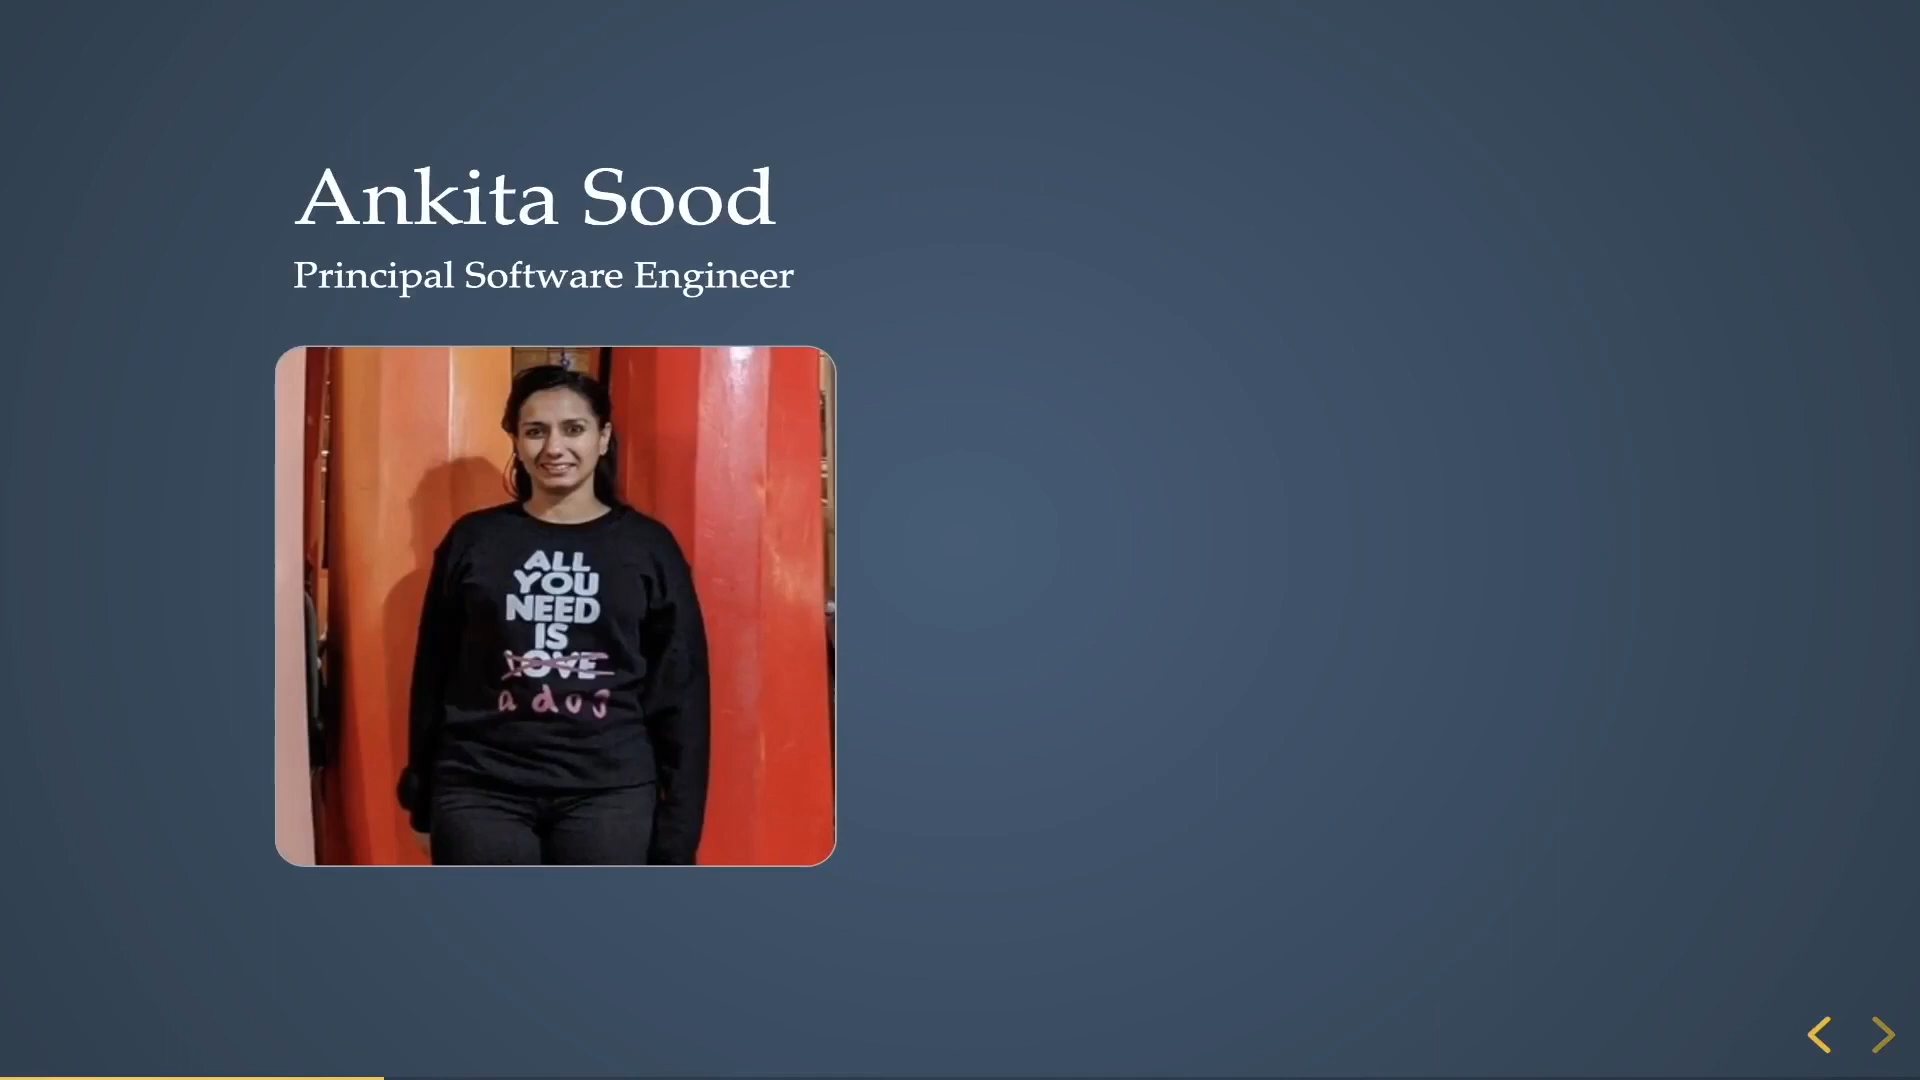 Ankita Sood
Principal Software Engineer
ALL
YOU
NEED
IS
LOVE
a dog